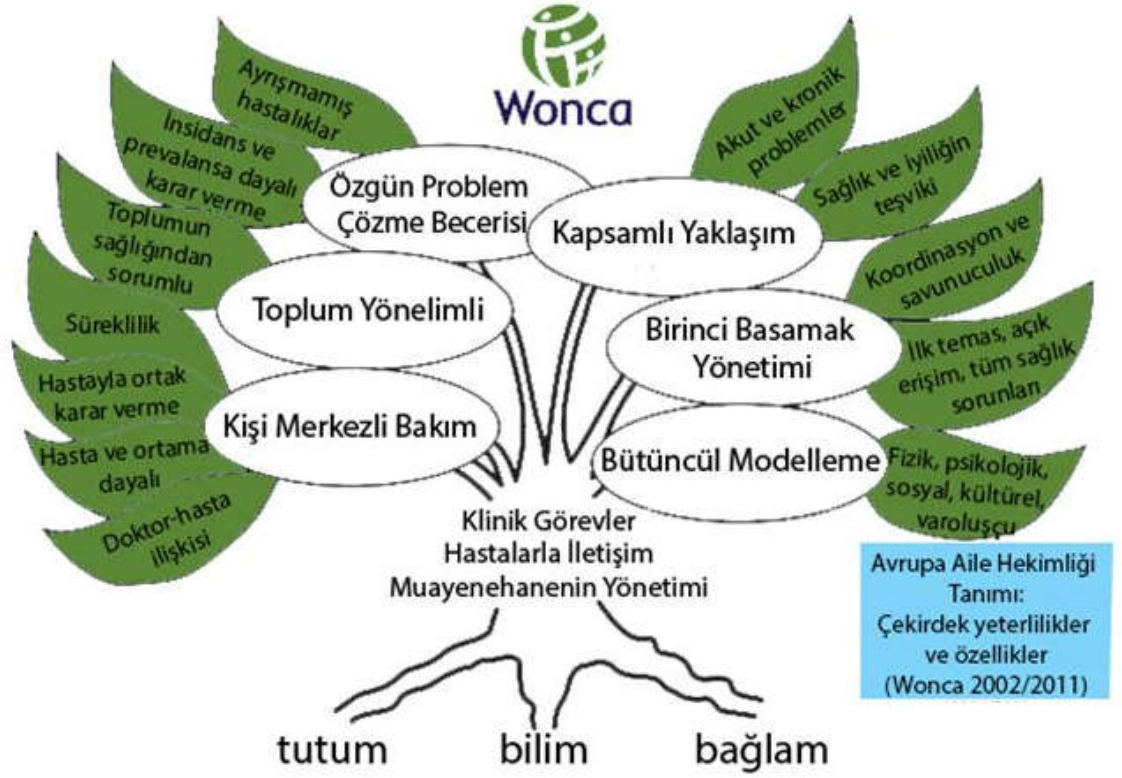 Wonca
Ayrışmamış
hastalıklar
İnsidans ve
prevalansa dayalı
karar verme
Toplumun
sağlığından
sorumlu
Süreklilik
Hastayla ortak
karar verme
Hasta ve ortama
dayalı
Doktor-hasta
ilişkisi
Özgün Problem
Çözme Becerisi
Toplum Yönelimli
Kişi Merkezli Bakım
Kapsamlı Yaklaşım
Birinci Basamak
Yönetimi
Bütüncül Modelleme
Akut ve kronik
problemler
Sağlık ve iyiliğin
teşviki
Koordinasyon ve
savunuculuk
İlk temas, açık
erişim, tüm sağlık
sorunları
Fizik, psikolojik,
sosyal, kültürel,
varoluşçu
Klinik Görevler
Hastalarla İletişim
Muayenehanenin Yönetimi
Avrupa Aile Hekimliği
Tanımı:
Çekirdek yeterlilikler
ve özellikler
(Wonca 2002/2011)
tutum
bilim
bağlam